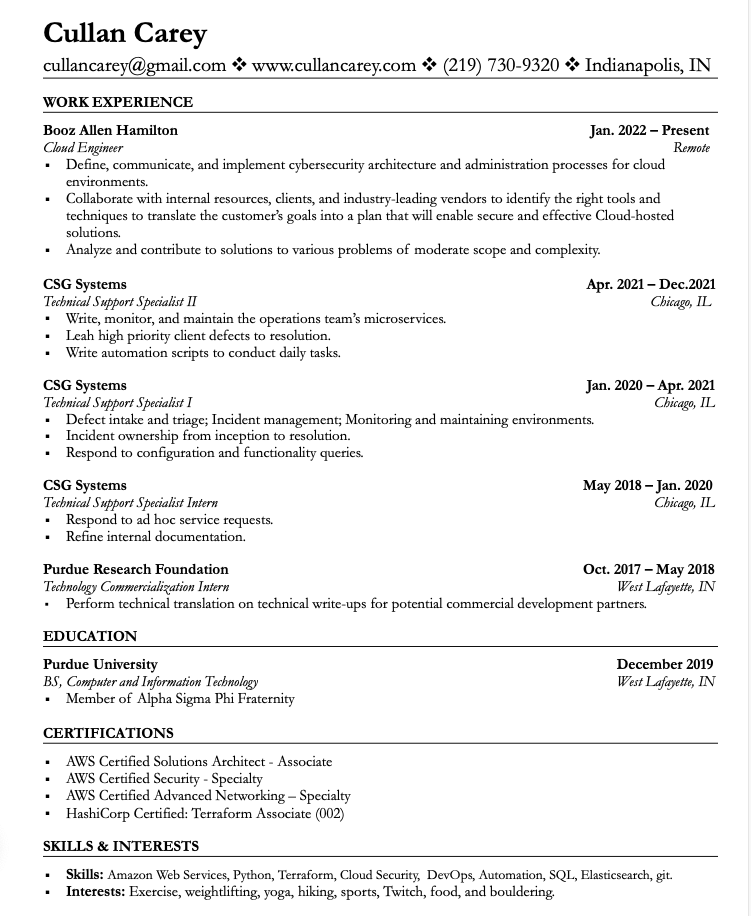 Cullan Carey
cullancarey@gmail.com ❖ www.cullancarey.com ❖ (219) 730-9320 ❖ Indianapolis, IN
WORK EXPERIENCE
Booz Allen Hamilton Jan. 2022 – Present
Cloud Engineer Remote
▪ Define, communicate, and implement cybersecurity architecture and administration processes for cloud
environments.
▪ Collaborate with internal resources, clients, and industry-leading vendors to identify the right tools and
techniques to translate the customer’s goals into a plan that will enable secure and effective Cloud-hosted
solutions.
▪ Analyze and contribute to solutions to various problems of moderate scope and complexity.
CSG Systems Apr. 2021 – Dec.2021
Technical Support Specialist II Chicago, IL
▪ Write, monitor, and maintain the operations team’s microservices.
▪ Leah high priority client defects to resolution.
▪ Write automation scripts to conduct daily tasks.
CSG Systems Jan. 2020 – Apr. 2021
Technical Support Specialist I Chicago, IL
▪ Defect intake and triage; Incident management; Monitoring and maintaining environments.
▪ Incident ownership from inception to resolution.
▪ Respond to configuration and functionality queries.
CSG Systems May 2018 – Jan. 2020
Technical Support Specialist Intern Chicago, IL
▪ Respond to ad hoc service requests.
▪ Refine internal documentation.
Purdue Research Foundation Oct. 2017 – May 2018
Technology Commercialization Intern West Lafayette, IN
▪ Perform technical translation on technical write-ups for potential commercial development partners.
EDUCATION
Purdue University December 2019
BS, Computer and Information Technology West Lafayette, IN
▪ Member of Alpha Sigma Phi Fraternity
CERTIFICATIONS
▪ AWS Certified Solutions Architect - Associate
▪ AWS Certified Security - Specialty
▪ AWS Certified Advanced Networking – Specialty
▪ HashiCorp Certified: Terraform Associate (002)
SKILLS & INTERESTS
▪ Skills: Amazon Web Services, Python, Terraform, Cloud Security, DevOps, Automation, SQL, Elasticsearch, git.
▪ Interests: Exercise, weightlifting, yoga, hiking, sports, Twitch, food, and bouldering.